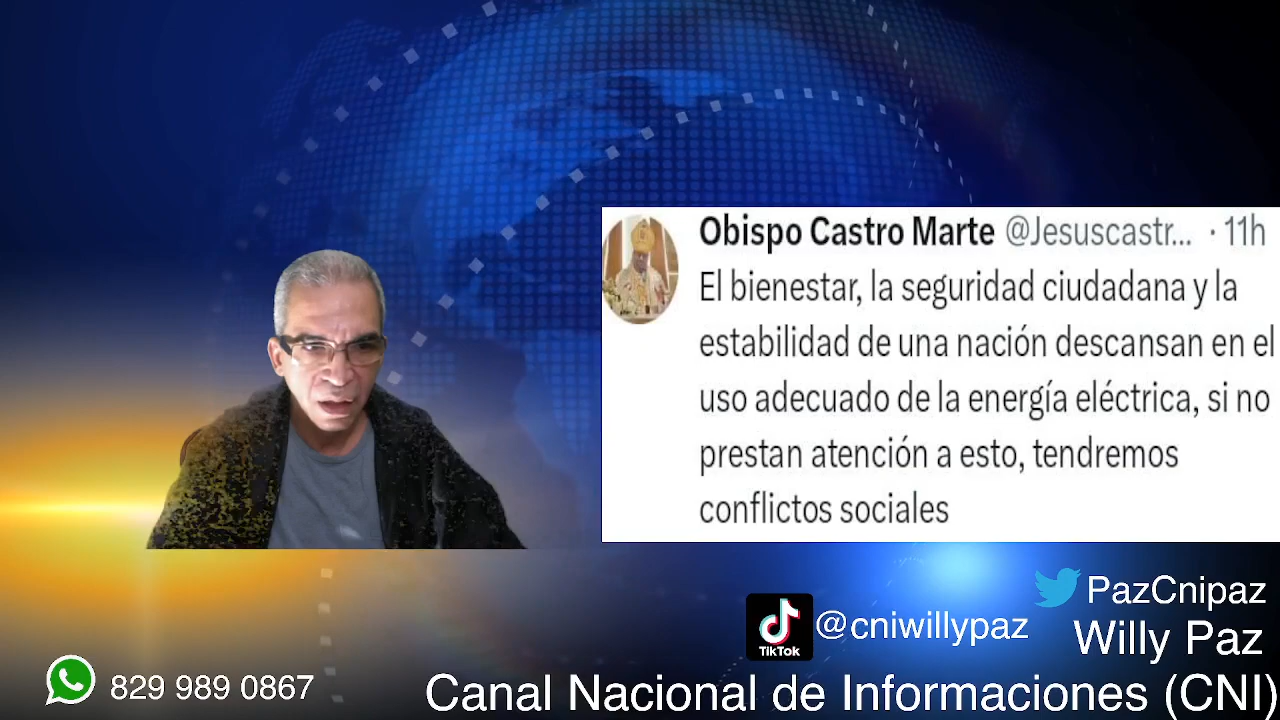 Obispo Castro Marte @Jesuscastr... · 11h
El bienestar, la seguridad ciudadana y la
estabilidad de una nación descansan en el
uso adecuado de la energía eléctrica, si no
prestan atención a esto, tendremos
conflictos sociales
PazCnipaz
TikTok
@cniwillypaz
Willy Paz
829 989 0867
Canal Nacional de Informaciones (CNI)